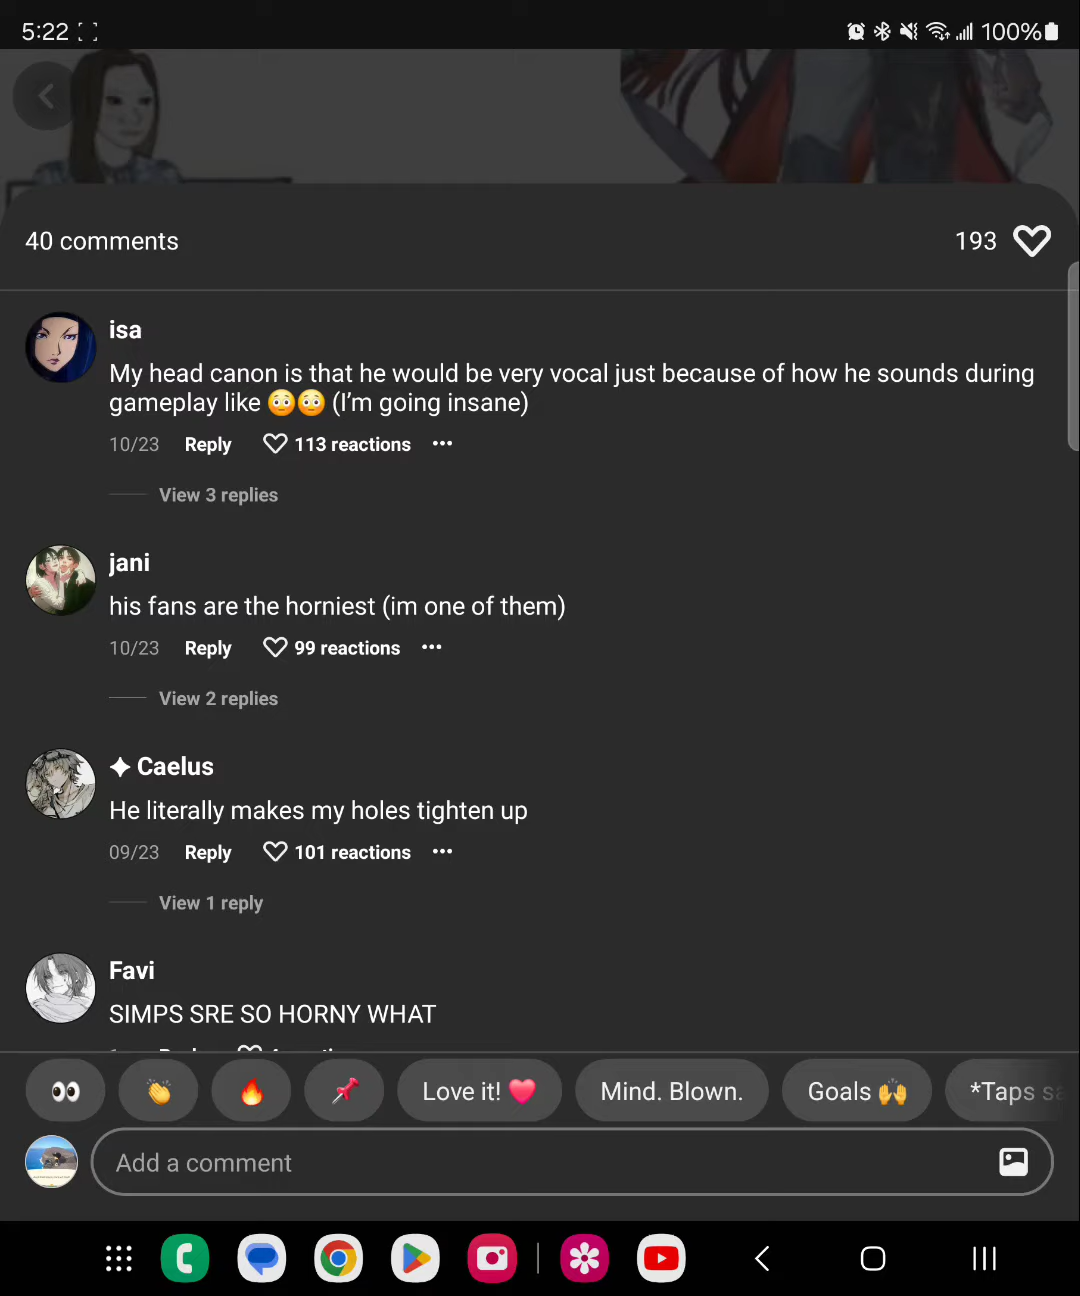 5:22
100%
40 comments
193
isa
My head canon is that he would be very vocal just because of how he sounds during
gameplay like 😳😳 (I'm going insane)
10/23 Reply 113 reactions
View 3 replies
jani
his fans are the horniest (im one of them)
10/23 Reply 99 reactions
View 2 replies
✦ Caelus
He literally makes my holes tighten up
09/23 Reply 101 reactions
View 1 reply
Favi
SIMPS SRE SO HORNY WHAT
👀 👏 🔥 📌 Love it! ❤️ Mind. Blown. Goals 🙌 *Taps
Add a comment